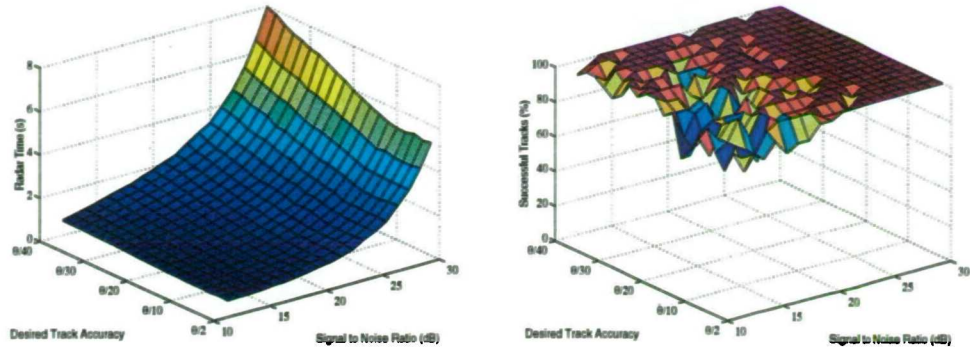 8
6
4
2
0
Radar Time (s)
θ/40
θ/30
θ/20
θ/10
θ/2
10
15
20
25
30
Desired Track Accuracy
Signal to Noise Ratio (dB)
100
80
60
40
20
0
Successful Tracks (%)
θ/40
θ/30
θ/20
θ/10
θ/2
10
15
20
25
30
Desired Track Accuracy
Signal to Noise Ratio (dB)